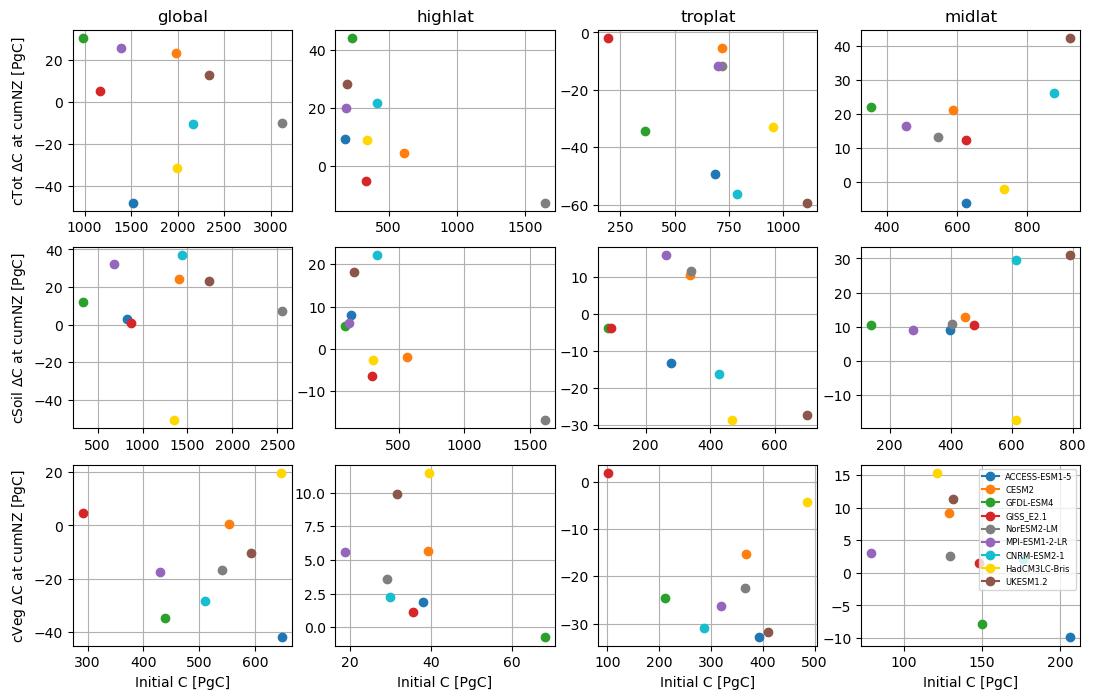 global highlat troplat midlat
cTot ΔC at cumNZ [PgC]
20
0
−20
−40
1000 1500 2000 2500 3000
40
20
0
500 1000 1500
0
−20
−40
−60
250 500 750 1000
40
30
20
10
0
400 600 800
cSoil ΔC at cumNZ [PgC]
40
20
0
−20
−40
500 1000 1500 2000 2500
20
10
0
−10
500 1000 1500
10
0
−10
−20
−30
200 400 600
30
20
10
0
−10
200 400 600 800
cVeg ΔC at cumNZ [PgC]
20
0
−20
−40
300 400 500 600
Initial C [PgC]
10.0
7.5
5.0
2.5
0.0
20 40 60
Initial C [PgC]
0
−10
−20
−30
100 200 300 400 500
Initial C [PgC]
15
10
5
0
−5
−10
100 150 200
Initial C [PgC]
ACCESS-ESM1-5
CESM2
GFDL-ESM4
GISS_E2.1
NorESM2-LM
MPI-ESM1-2-LR
CNRM-ESM2-1
HadCM3LC-Bris
UKESM1.2